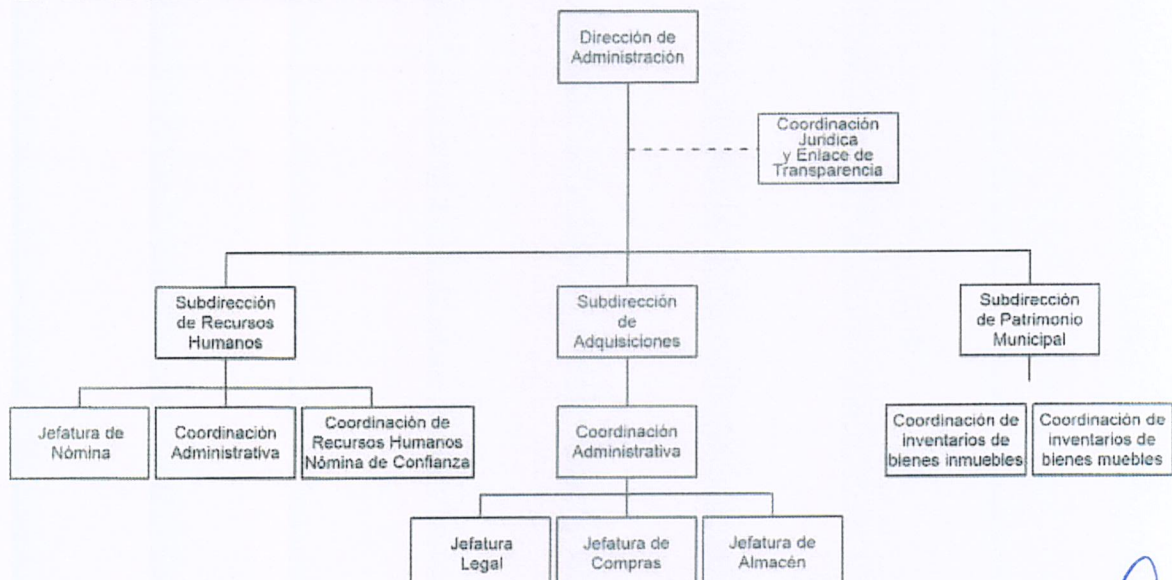 Dirección de
Administración
Coordinación
Jurídica
y Enlace de
Transparencia
Subdirección
de Recursos
Humanos
Subdirección
de
Adquisiciones
Subdirección
de Patrimonio
Municipal
Jefatura de
Nómina
Coordinación
Administrativa
Coordinación de
Recursos Humanos
Nómina de Confianza
Coordinación
Administrativa
Coordinación de
inventarios de
bienes inmuebles
Coordinación de
inventarios de
bienes muebles
Jefatura
Legal
Jefatura de
Compras
Jefatura de
Almacén